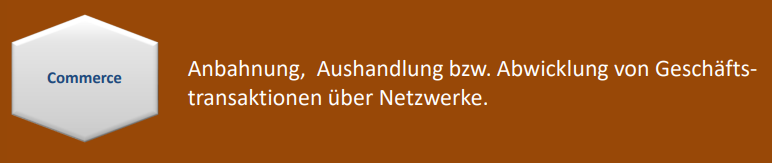 Commerce
Anbahnung,  Aushandlung bzw. Abwicklung von Geschäfts-
transaktionen über Netzwerke.